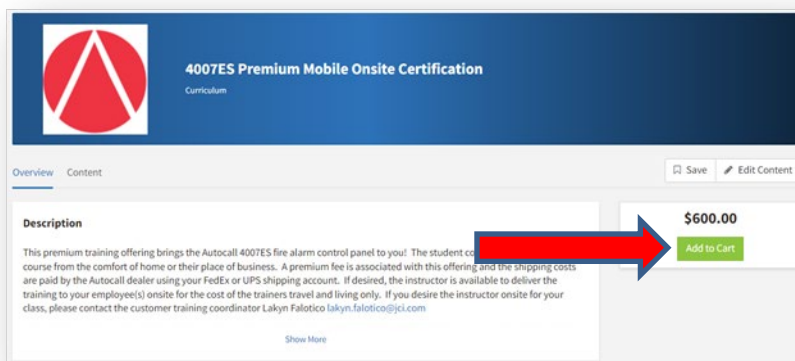 4007ES Premium Mobile Onsite Certification
Curriculum
Overview Content
Save Edit Content
Description
$600.00
Add to Cart
This premium training offering brings the Autocall 4007ES fire alarm control panel to you! The student
course from the comfort of home or their place of business. A premium fee is associated with this offering and the shipping costs
are paid by the Autocall dealer using your FedEx or UPS shipping account. If desired, the instructor is available to deliver the
training to your employee(s) onsite for the cost of the trainers travel and living only. If you desire the instructor onsite for your
class, please contact the customer training coordinator Lakyn Falotico lakyn.falotico@jci.com
Show More